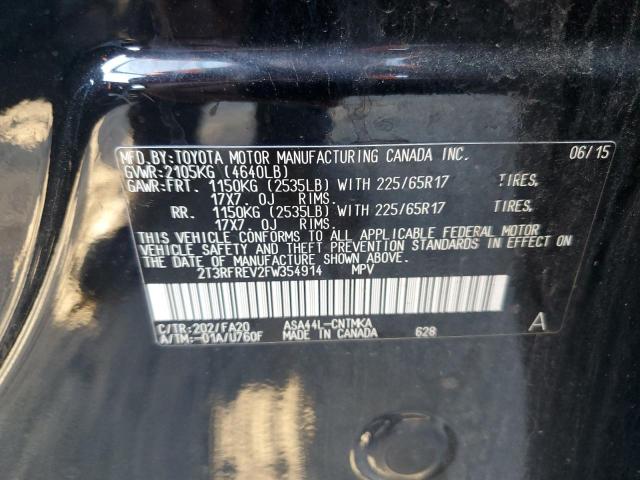 MFD.BY:TOYOTA MOTOR MANUFACTURING CANADA INC. 06/15
GVWR:2105KG (4640LB)
GAWR:FRT. 1150KG (2535LB) WITH 225/65R17 TIRES,
17X7.0J RIMS.
RR. 1150KG (2535LB) WITH 225/65R17 TIRES,
17X7.0J RIMS.
THIS VEHICLE CONFORMS TO ALL APPLICABLE FEDERAL MOTOR
VEHICLE SAFETY AND THEFT PREVENTION STANDARDS IN EFFECT ON
THE DATE OF MANUFACTURE SHOWN ABOVE.
2T3RFREV2FW354914 MPV
C/TR:202/FA20 ASA44L-CNTMKA A
A/TM:-01A/U760F MADE IN CANADA 628